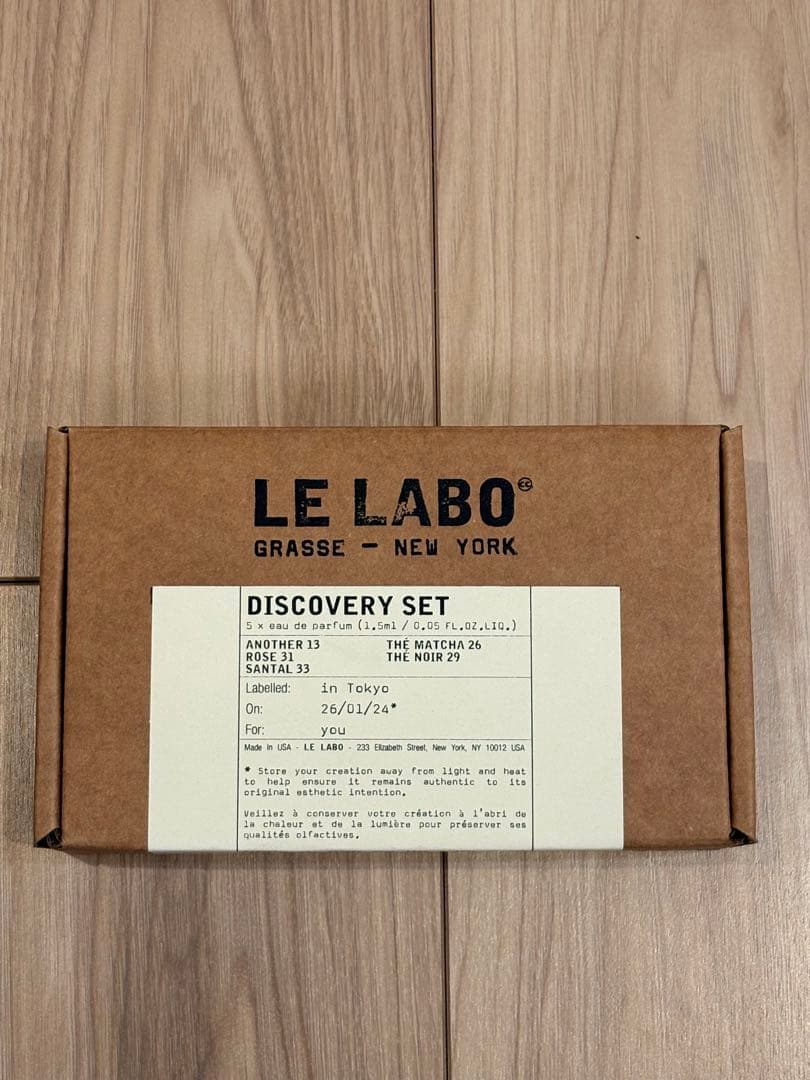 LE LABO
GRASSE — NEW YORK
DISCOVERY SET
5 x eau de parfum (1.5ml / 0.05 FL.OZ.LIQ.)
ANOTHER 13 THÉ MATCHA 26
ROSE 31 THÉ NOIR 29
SANTAL 33
Labelled: in Tokyo
On: 26/01/24*
For: you
Made in USA - LE LABO - 233 Elizabeth Street, New York, NY 10012 USA
* Store your creation away from light and heat
to help ensure it remains authentic to its
original esthetic intention.
Veillez à conserver votre création à l'abri de
la chaleur et de la lumière pour préserver ses
qualités olfactives.